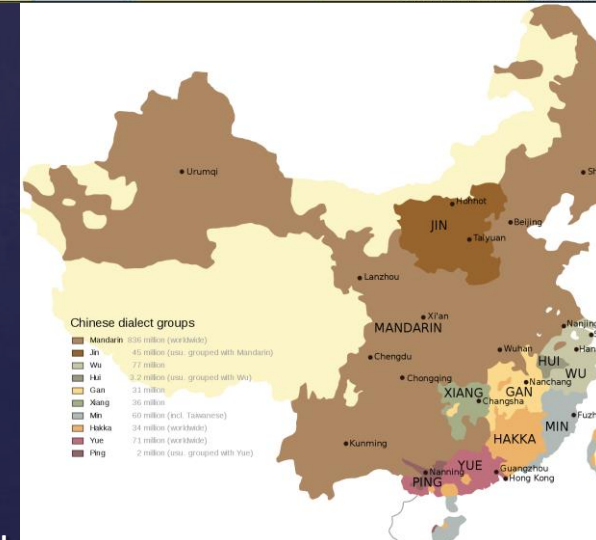 Urumqi
Hohhot
JIN
Beijing
Taiyuan
Lanzhou
Xi'an
MANDARIN
Nanjing
Chengdu
Wuhan
HUI
Chongqing
WU
Nanchang
GAN
XIANG
Changsha
MIN
HAKKA
Kunming
YUE
Guangzhou
Nanning
Hong Kong
PING
Chinese dialect groups
Mandarin 836 million (worldwide)
Jin 45 million (usu. grouped with Mandarin)
Wu 77 million
Hui 3.2 million (usu. grouped with Wu)
Gan 31 million
Xiang 36 million
Min 60 million (incl. Taiwanese)
Hakka 34 million (worldwide)
Yue 71 million (worldwide)
Ping 2 million (usu. grouped with Yue)